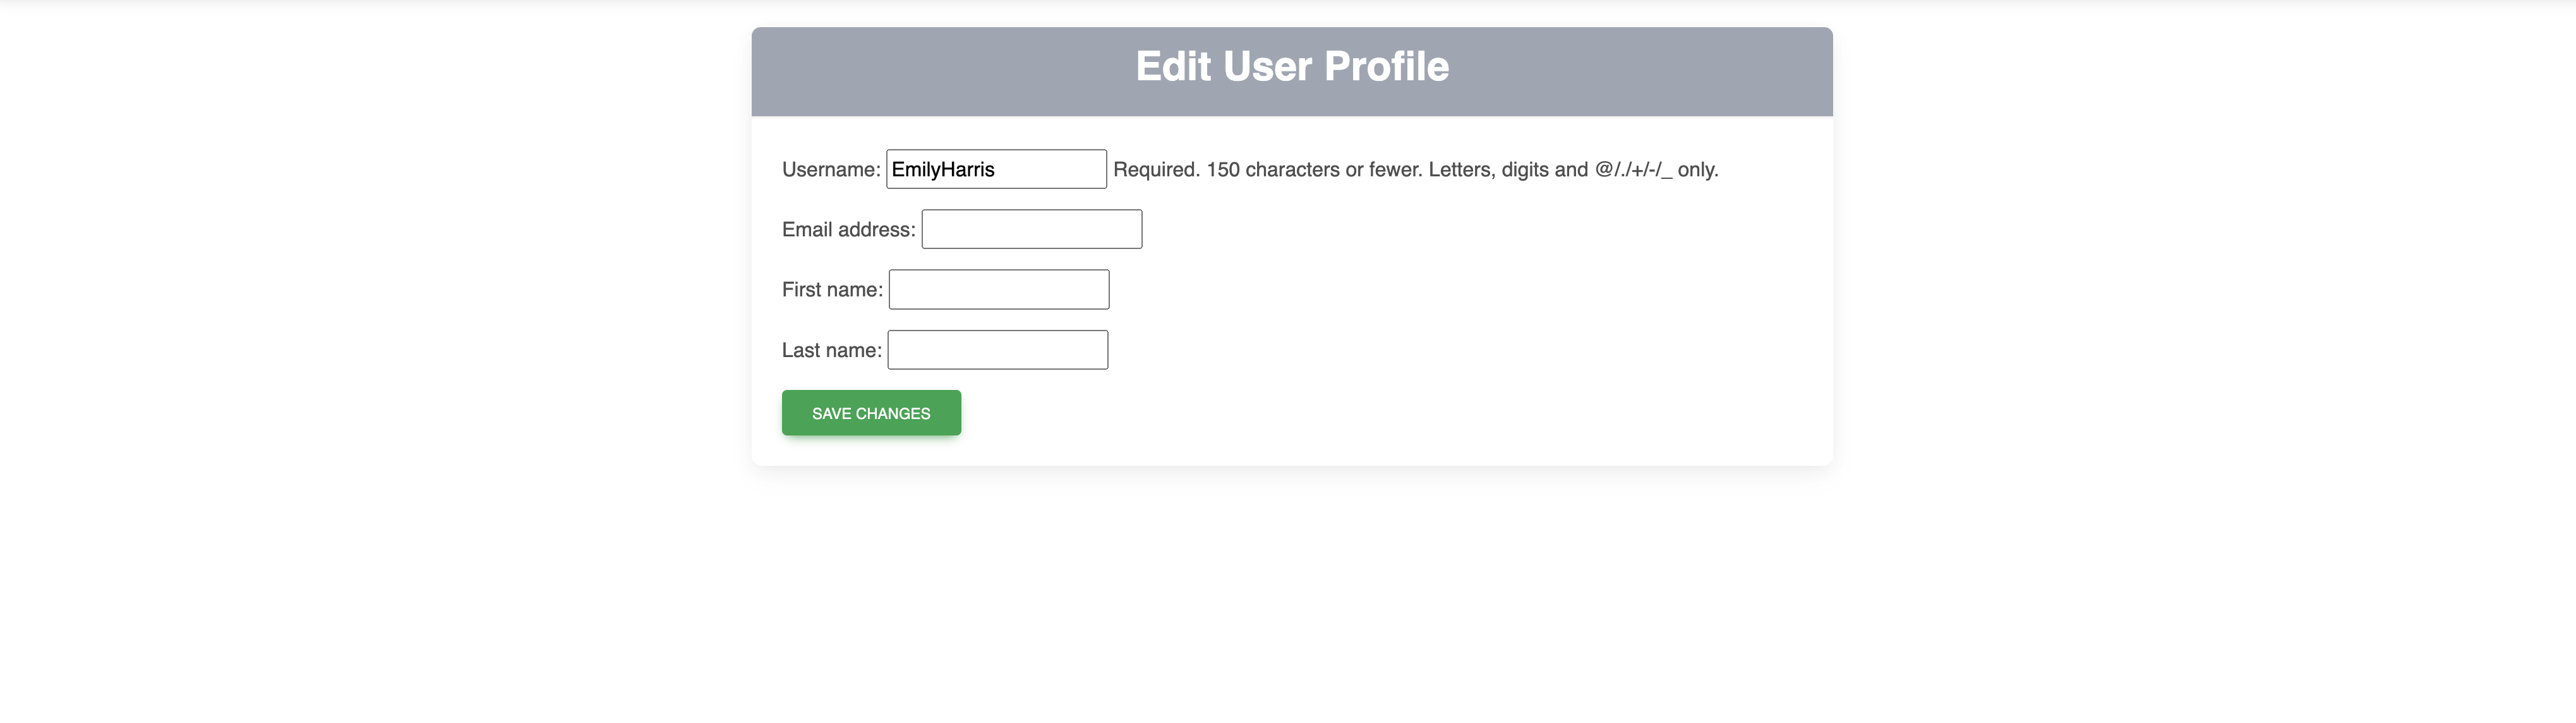 Edit User Profile
Username: EmilyHarris Required. 150 characters or fewer. Letters, digits and @/./+/-/_ only.
Email address:
First name:
Last name:
SAVE CHANGES